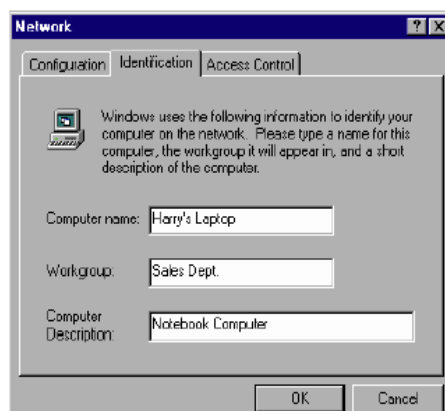 Network
Configuration Identification Access Control
Windows uses the following information to identify your
computer on the network. Please type a name for this
computer, the workgroup it will appear in, and a short
description of the computer.
Computer name: Harry's Laptop
Workgroup: Sales Dept.
Computer
Description: Notebook Computer
OK Cancel